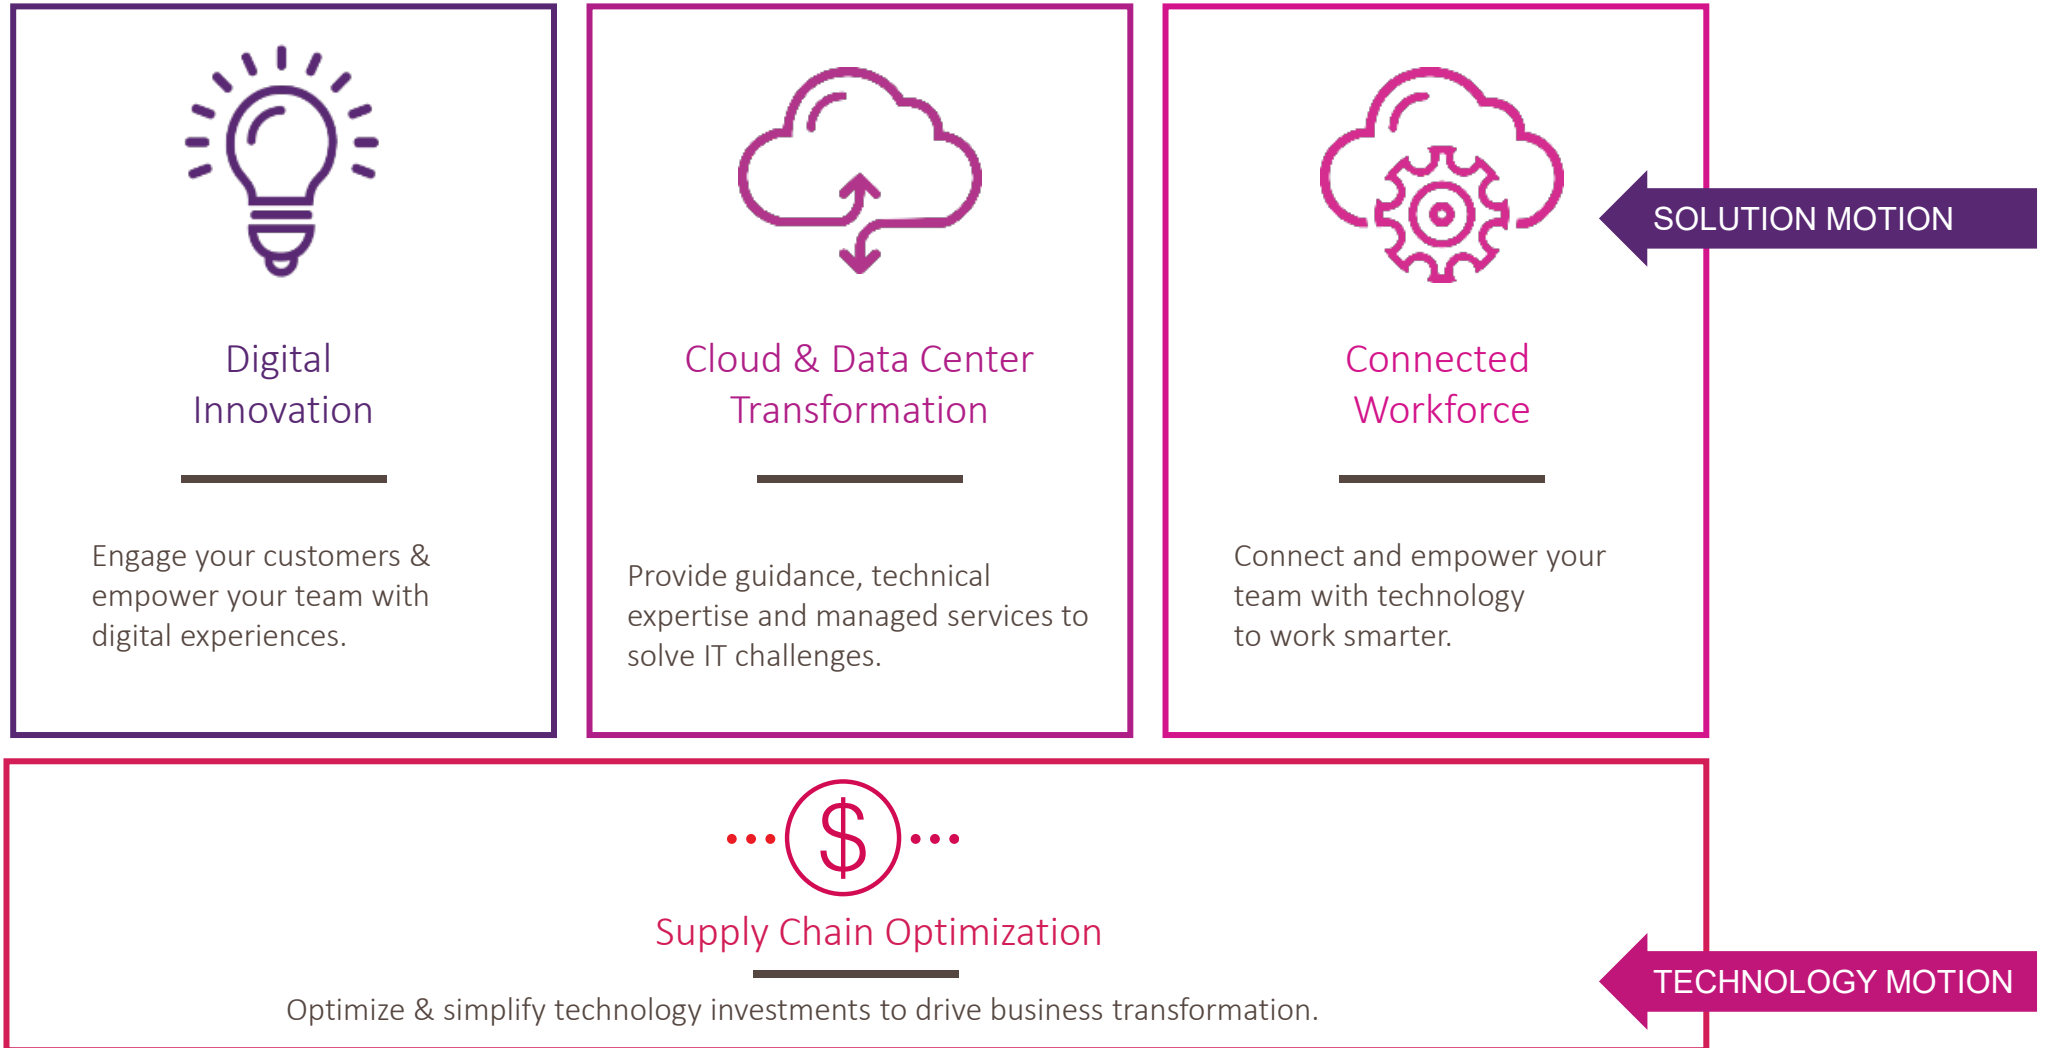 Digital
Innovation
Engage your customers &
empower your team with
digital experiences.
Cloud & Data Center
Transformation
Provide guidance, technical
expertise and managed services to
solve IT challenges.
Connected
Workforce
Connect and empower your
team with technology
to work smarter.
SOLUTION MOTION
$
Supply Chain Optimization
Optimize & simplify technology investments to drive business transformation.
TECHNOLOGY MOTION